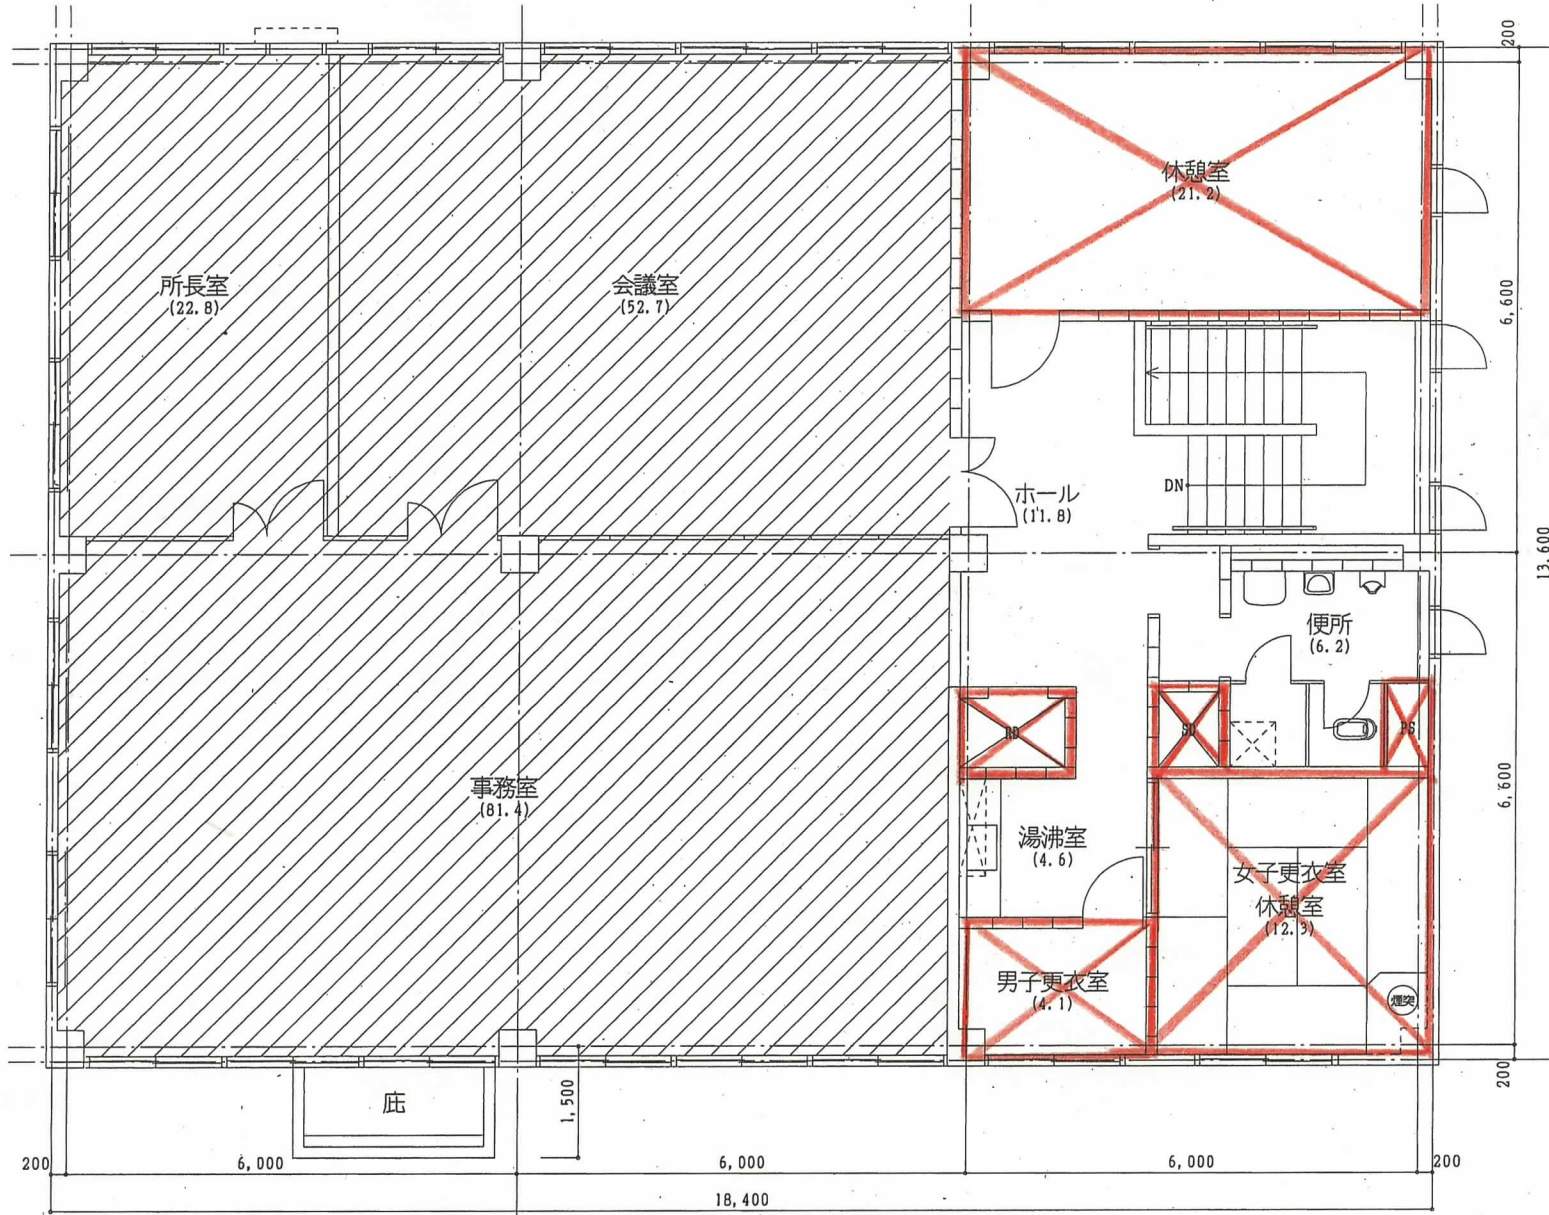 200
休憩室
(21.2)
所長室
(22.8)
会議室
(52.7)
6,600
ホール
(11.8)
DN
13,600
便所
(6.2)
RD
SD
PS
事務室
(81.4)
6,600
湯沸室
(4.6)
女子更衣室
休憩室
(12.3)
男子更衣室
(4.1)
煙突
200
庇
1,500
200
6,000
6,000
6,000
200
18,400